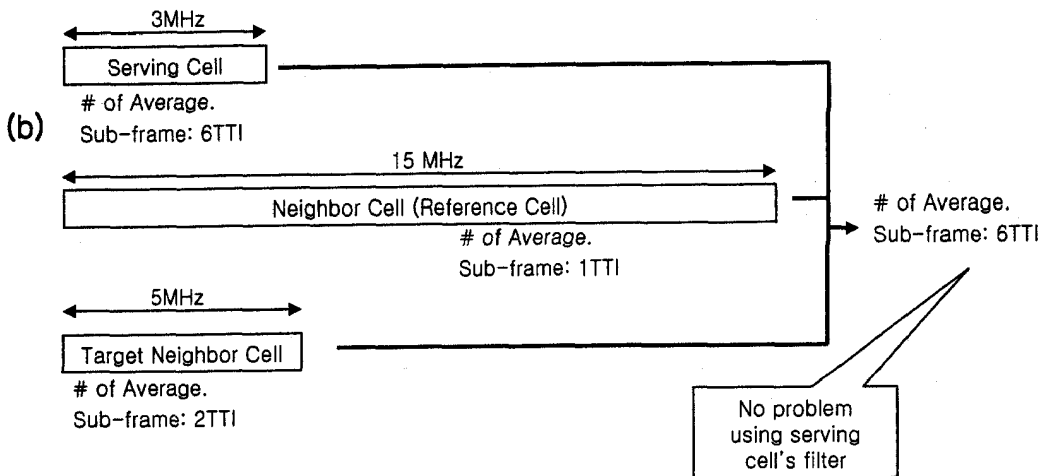 3MHz
Serving Cell
# of Average.
Sub-frame: 6TTI
(b)
15 MHz
Neighbor Cell (Reference Cell)
# of Average.
Sub-frame: 1TTI
# of Average.
Sub-frame: 6TTI
5MHz
Target Neighbor Cell
# of Average.
Sub-frame: 2TTI
No problem
using serving
cell's filter